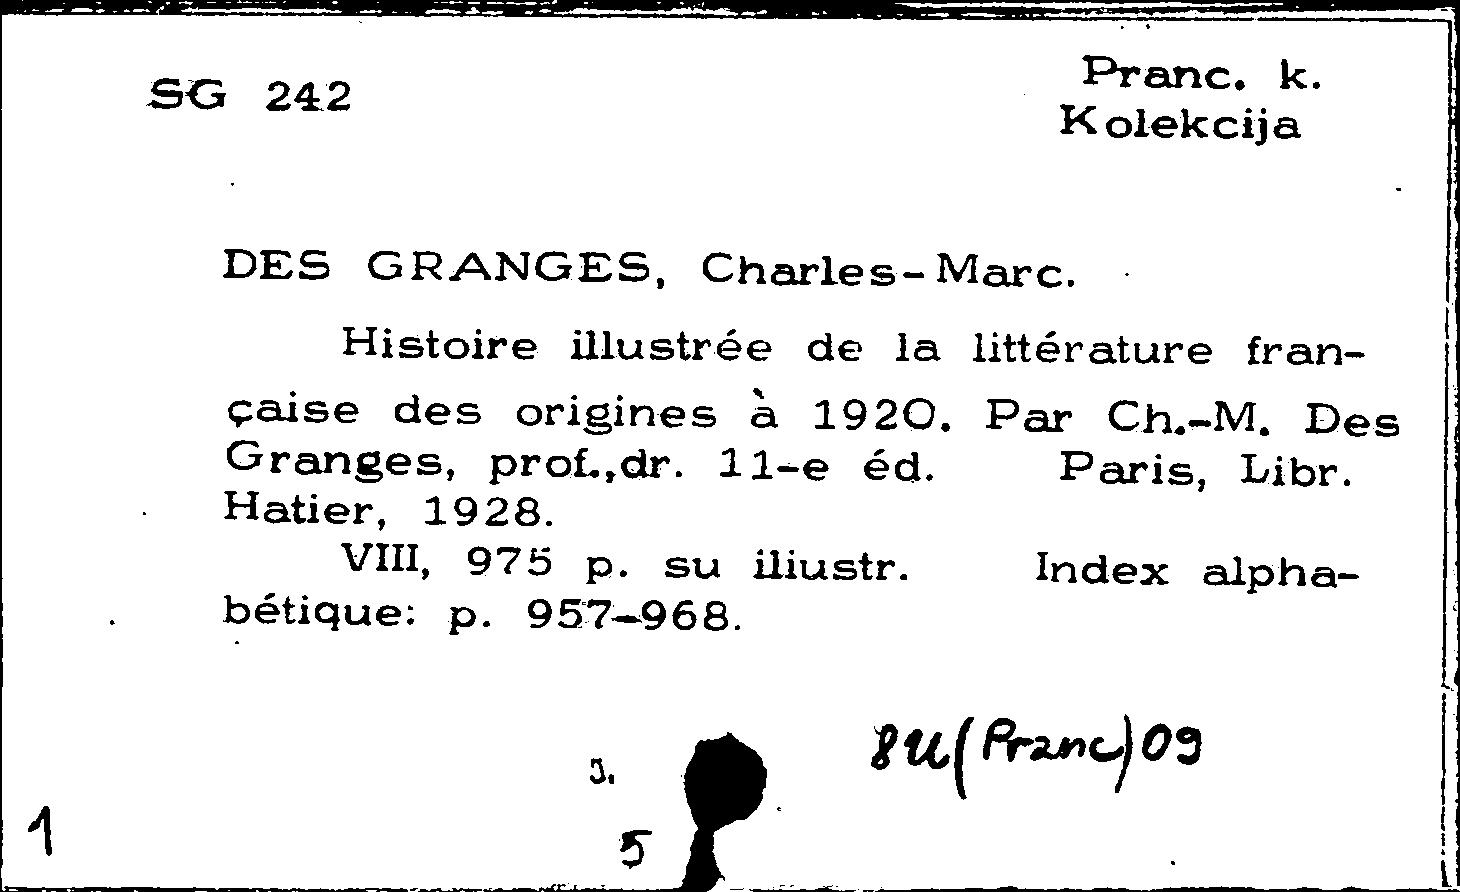 SG 242
Pranc. k.
Kolekcija
DES GRANGES, Charles-Marc.
Histoire illustrée de la littérature fran-
çaise des origines à 1920. Par Ch.-M. Des
Granges, prof.,dr. 11-e éd. Paris, Libr.
Hatier, 1928.
VIII, 975 p. su iliustr. Index alpha-
bétique: p. 957-968.
8U(Pranc)09
1
5